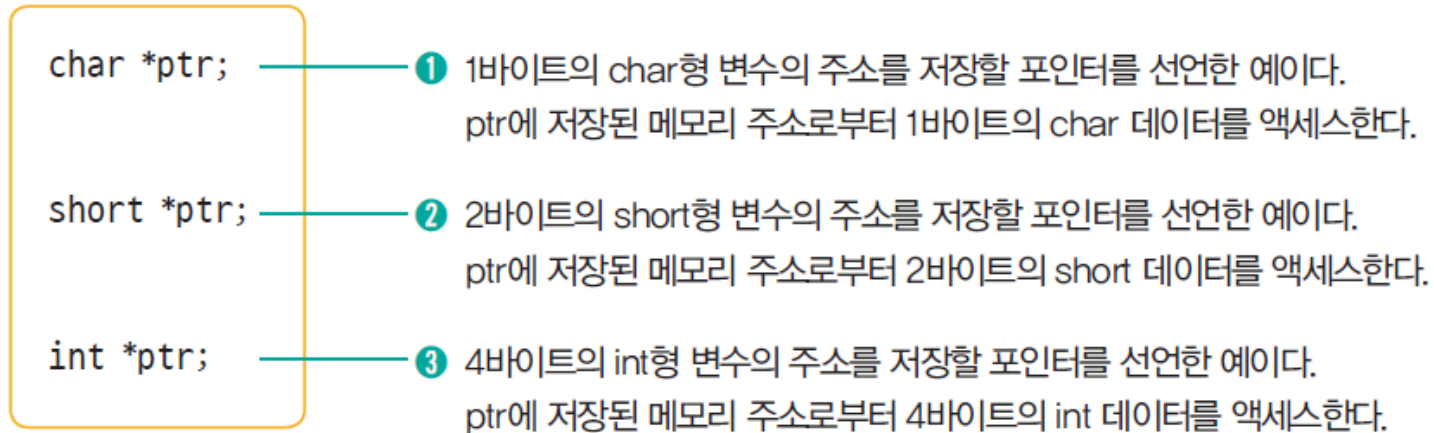 char *ptr; ❶ 1바이트의 char형 변수의 주소를 저장할 포인터를 선언한 예이다.
ptr에 저장된 메모리 주소로부터 1바이트의 char 데이터를 액세스한다.
short *ptr; ❷ 2바이트의 short형 변수의 주소를 저장할 포인터를 선언한 예이다.
ptr에 저장된 메모리 주소로부터 2바이트의 short 데이터를 액세스한다.
int *ptr; ❸ 4바이트의 int형 변수의 주소를 저장할 포인터를 선언한 예이다.
ptr에 저장된 메모리 주소로부터 4바이트의 int 데이터를 액세스한다.